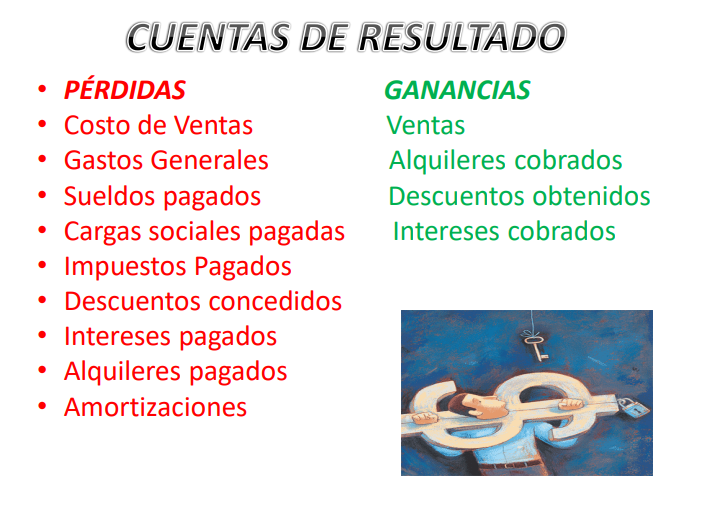 CUENTAS DE RESULTADO
• PÉRDIDAS GANANCIAS
• Costo de Ventas Ventas
• Gastos Generales Alquileres cobrados
• Sueldos pagados Descuentos obtenidos
• Cargas sociales pagadas Intereses cobrados
• Impuestos Pagados
• Descuentos concedidos
• Intereses pagados
• Alquileres pagados
• Amortizaciones